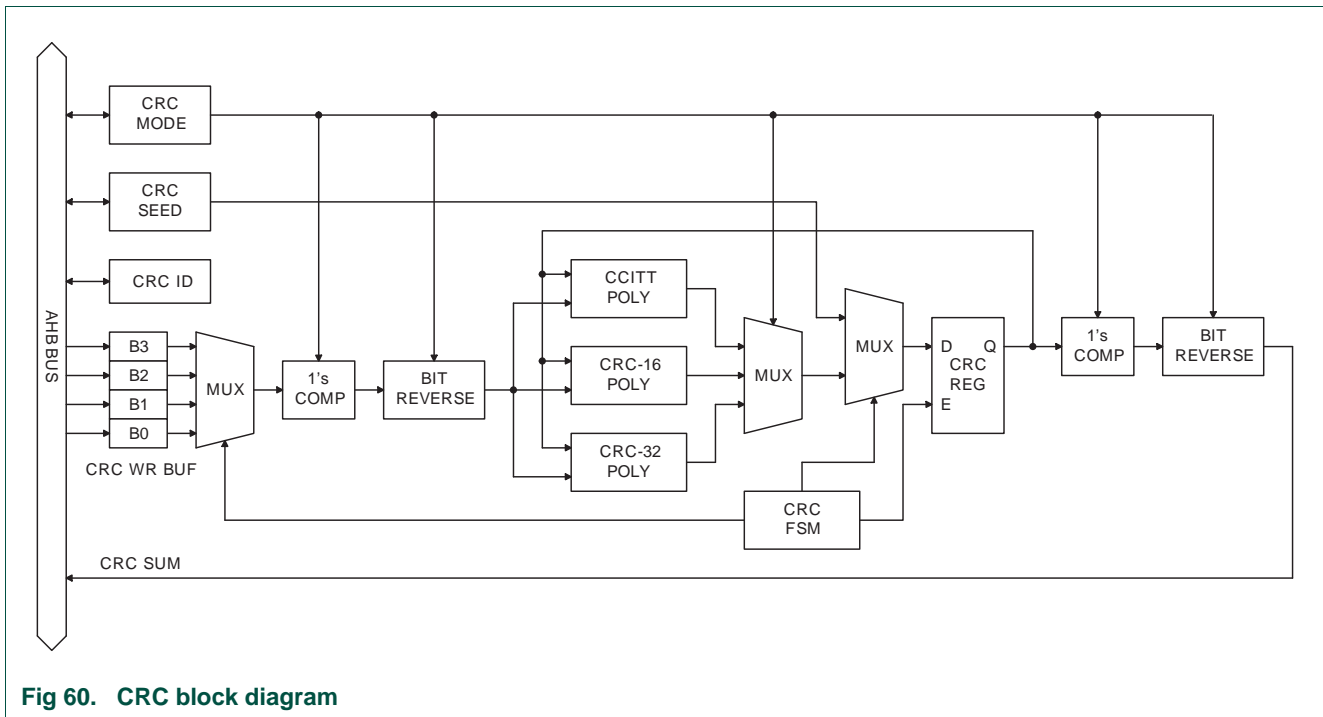 CRC
MODE
CRC
SEED
CRC ID
AHB BUS
B3
B2
B1
B0
CRC WR BUF
MUX
1's
COMP
BIT
REVERSE
CCITT
POLY
CRC-16
POLY
CRC-32
POLY
MUX
MUX
CRC
FSM
D Q
CRC
REG
E
1's
COMP
BIT
REVERSE
CRC SUM
Fig 60. CRC block diagram